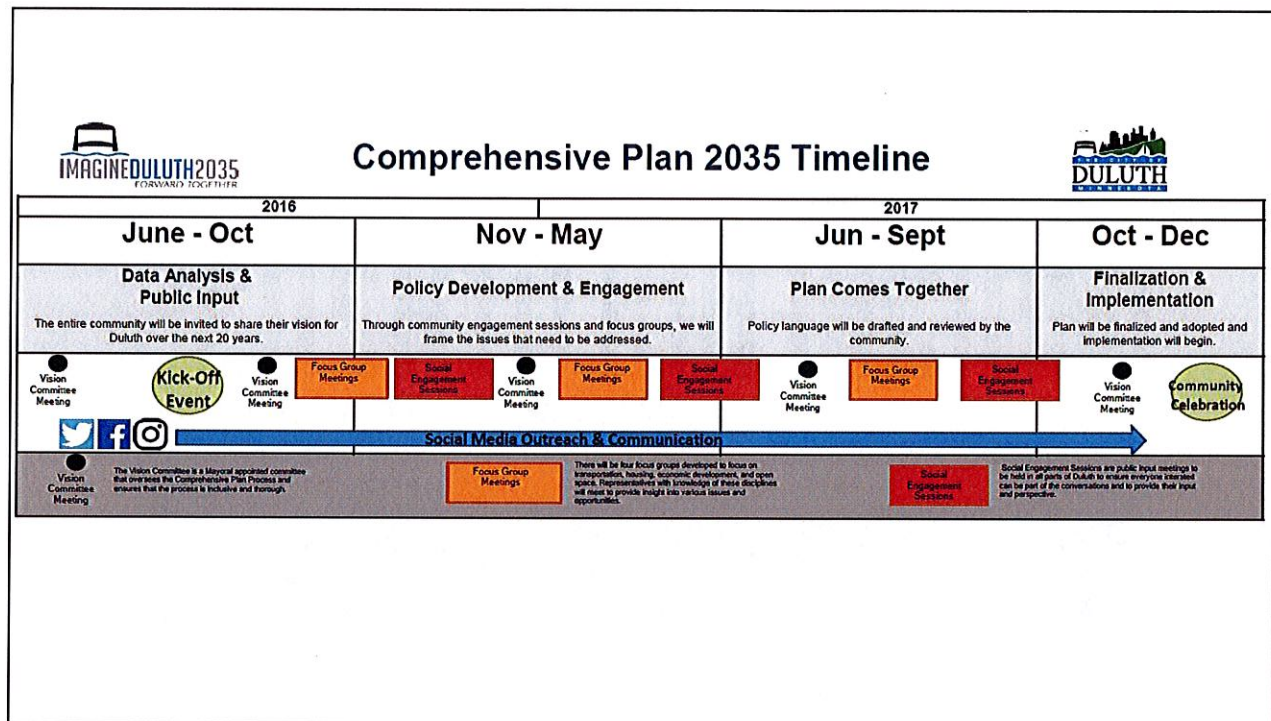 IMAGINEDULUTH2035
FORWARD TOGETHER
Comprehensive Plan 2035 Timeline
THE CITY OF
DULUTH
MINNESOTA
2016
2017
June - Oct
Nov - May
Jun - Sept
Oct - Dec
Data Analysis &
Public Input
The entire community will be invited to share their vision for
Duluth over the next 20 years.
Policy Development & Engagement
Through community engagement sessions and focus groups, we will
frame the issues that need to be addressed.
Plan Comes Together
Policy language will be drafted and reviewed by the
community.
Finalization &
Implementation
Plan will be finalized and adopted and
implementation will begin.
Vision
Committee
Meeting
Kick-Off
Event
Vision
Committee
Meeting
Focus Group
Meetings
Social
Engagement
Sessions
Vision
Committee
Meeting
Focus Group
Meetings
Social
Engagement
Sessions
Vision
Committee
Meeting
Focus Group
Meetings
Social
Engagement
Sessions
Vision
Committee
Meeting
Community
Celebration
Social Media Outreach & Communication
Vision
Committee
Meeting
The Vision Committee is a Mayoral appointed committee
that oversees the Comprehensive Plan Process and
ensures that the process is inclusive and thorough.
Focus Group
Meetings
There will be four focus groups developed to focus on
transportation, housing, economic development, and open
space. Representatives with knowledge of these disciplines
will meet to provide insight into various issues and
opportunities.
Social
Engagement
Sessions
Social Engagement Sessions are public input meetings to
be held in all parts of Duluth to ensure everyone intersted
can be part of the conversations and to provide their input
and perspective.